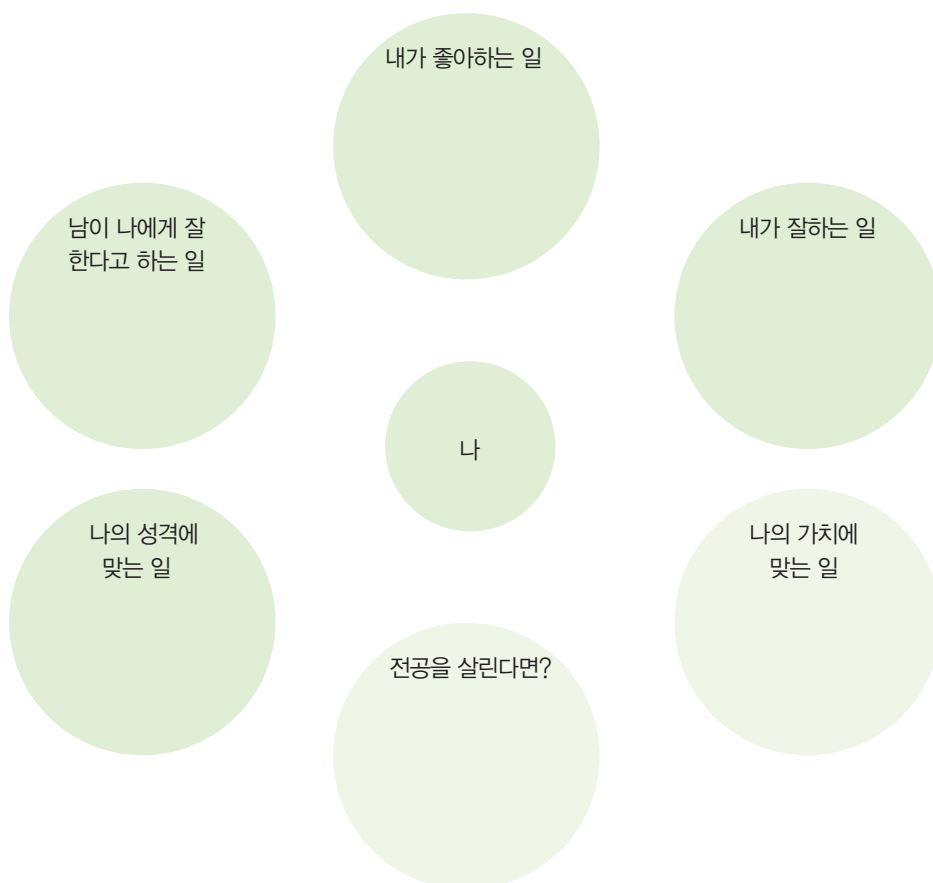 내가 좋아하는 일
남이 나에게 잘
한다고 하는 일
내가 잘하는 일
나
나의 성격에
맞는 일
나의 가치에
맞는 일
전공을 살린다면?